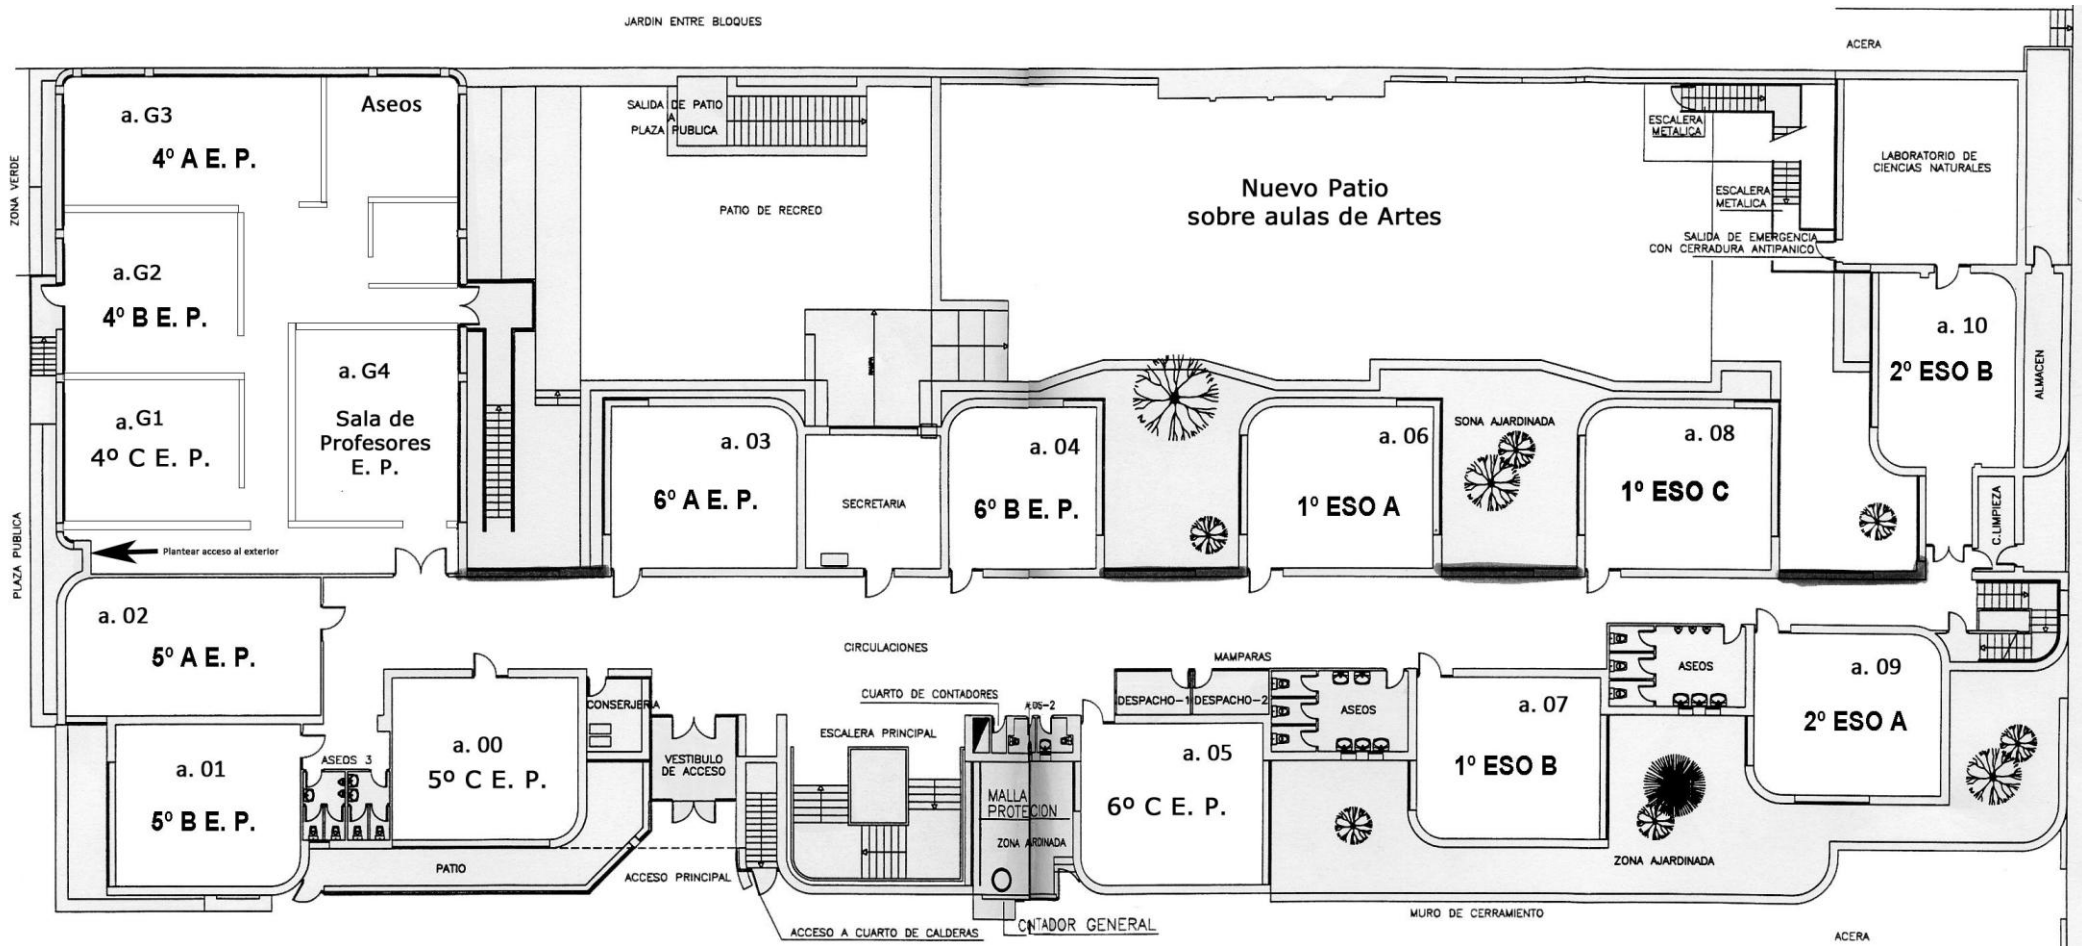 JARDIN ENTRE BLOQUES
ACERA
ZONA VERDE
a. G3
4º A E. P.
Aseos
SALIDA DE PATIO
A
PLAZA PUBLICA
PATIO DE RECREO
Nuevo Patio
sobre aulas de Artes
ESCALERA
METALICA
ESCALERA
METALICA
SALIDA DE EMERGENCIA
CON CERRADURA ANTIPANICO
LABORATORIO DE
CIENCIAS NATURALES
a. G2
4º B E. P.
a. G1
4º C E. P.
a. G4
Sala de
Profesores
E. P.
RAMPA
a. 03
6º A E. P.
SECRETARIA
a. 04
6º B E. P.
a. 06
1º ESO A
SONA AJARDINADA
a. 08
1º ESO C
a. 10
2º ESO B
ALMACEN
C.LIMPIEZA
PLAZA PUBLICA
Plantear acceso al exterior
a. 02
5º A E. P.
CIRCULACIONES
a. 01
5º B E. P.
ASEOS 3
a. 00
5º C E. P.
CONSERJERIA
VESTIBULO
DE ACCESO
PATIO
ACCESO PRINCIPAL
ESCALERA PRINCIPAL
CUARTO DE CONTADORES
MALLA
PROTECION
ZONA JARDINADA
CNTADOR GENERAL
ACCESO A CUARTO DE CALDERAS
MAMPARAS
DESPACHO-1
DESPACHO-2
ASEOS
a. 05
6º C E. P.
a. 07
1º ESO B
ASEOS
a. 09
2º ESO A
ZONA AJARDINADA
MURO DE CERRAMIENTO
ACERA